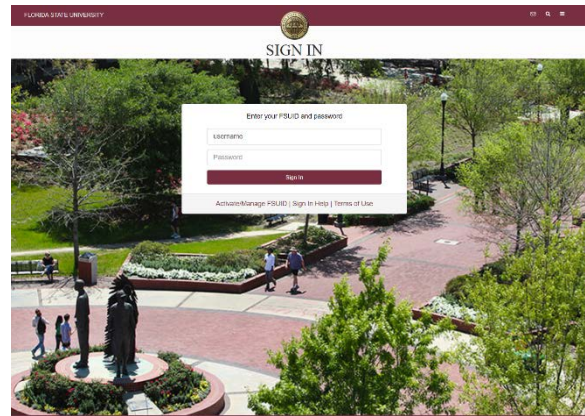 FLORIDA STATE UNIVERSITY
SIGN IN
Enter your FSUID and password
Username
Password
Sign In
Activate/Manage FSUID | Sign In Help | Terms of Use